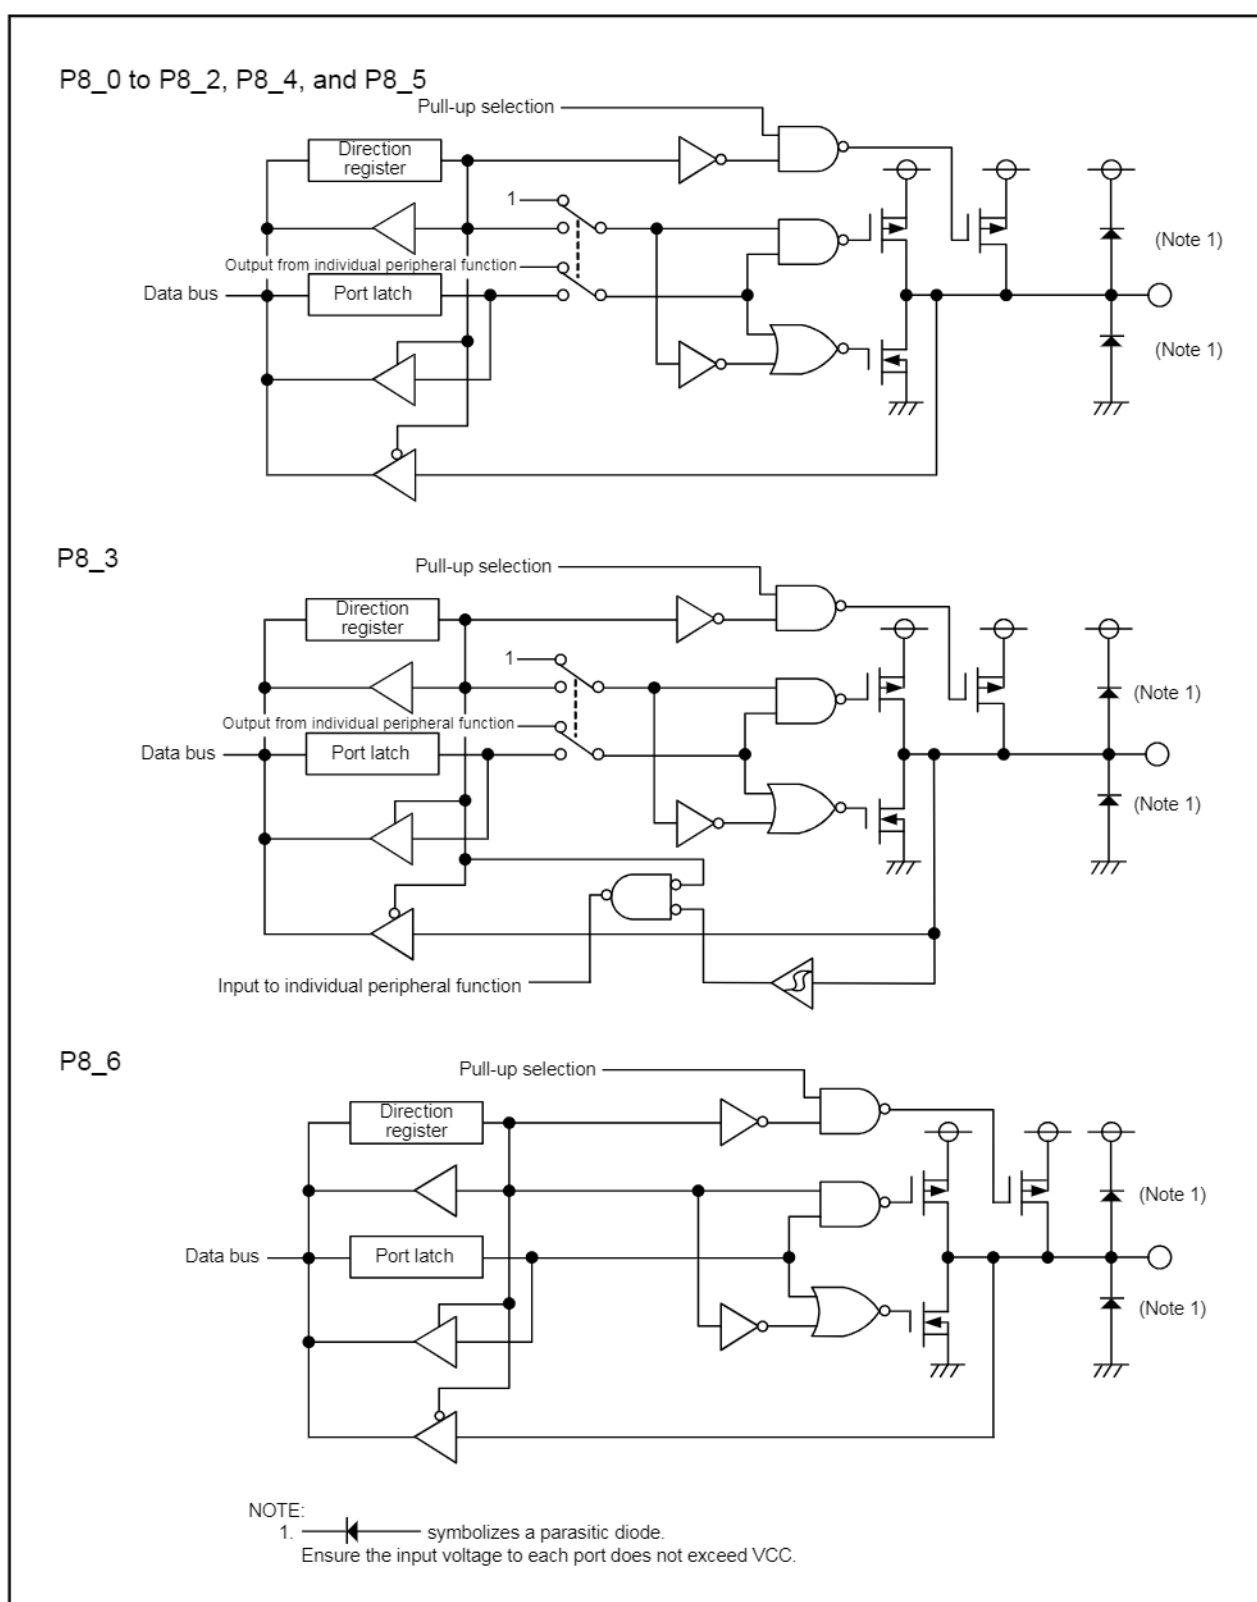 P8_0 to P8_2, P8_4, and P8_5
Pull-up selection
Direction
register
1
(Note 1)
Output from individual peripheral function
Data bus
Port latch
(Note 1)
P8_3
Pull-up selection
Direction
register
1
(Note 1)
Output from individual peripheral function
Data bus
Port latch
(Note 1)
Input to individual peripheral function
P8_6
Pull-up selection
Direction
register
(Note 1)
Data bus
Port latch
(Note 1)
NOTE:
1. symbolizes a parasitic diode.
Ensure the input voltage to each port does not exceed VCC.